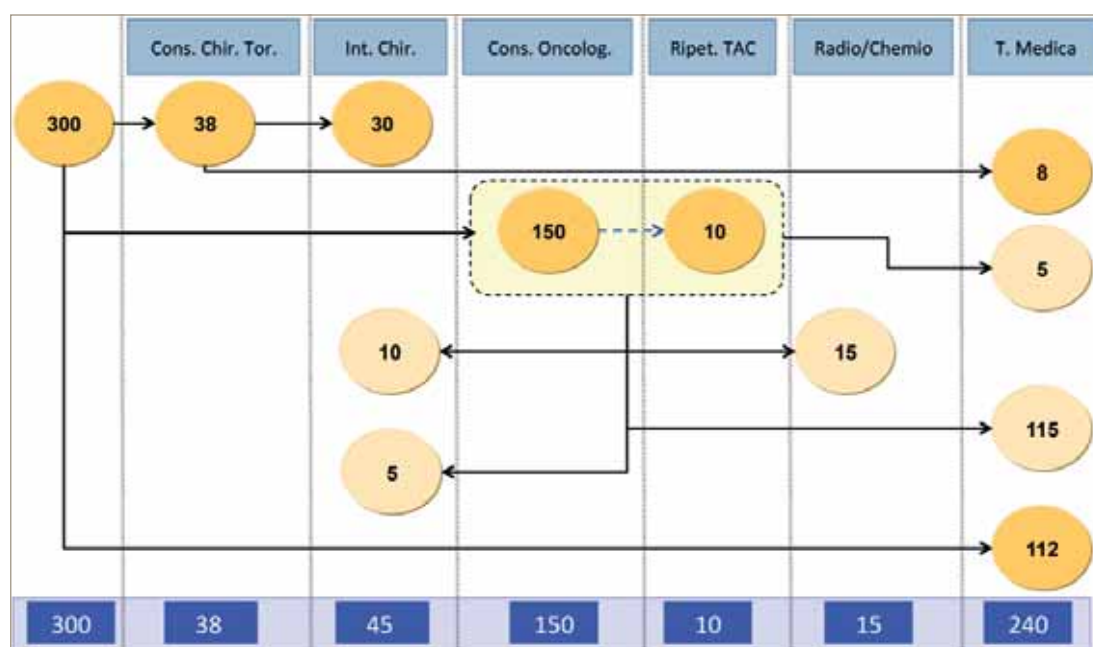 Cons. Chir. Tor. Int. Chir. Cons. Oncolog. Ripet. TAC Radio/Chemio T. Medica
300 38 30
8
150 10
5
10 15
115
5
112
300 38 45 150 10 15 240